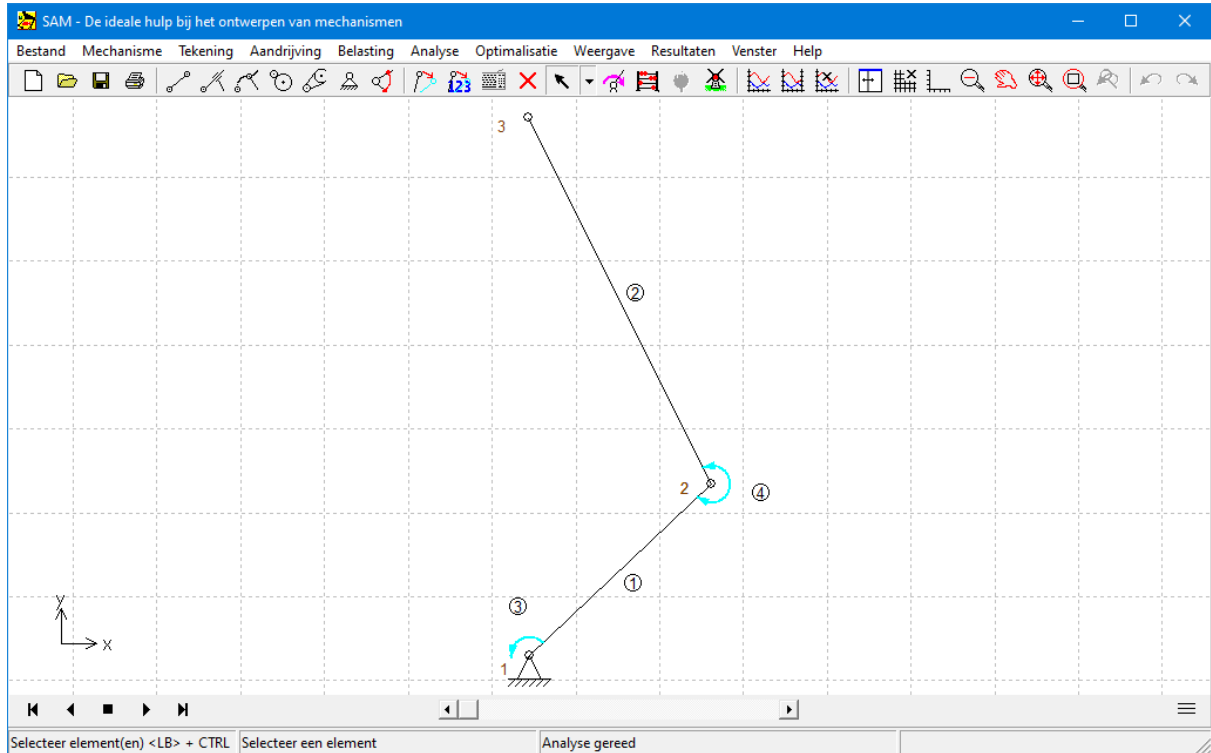 SAM - De ideale hulp bij het ontwerpen van mechanismen
Bestand Mechanisme Tekening Aandrijving Belasting Analyse Optimalisatie Weergave Resultaten Venster Help
123
3
②
2
④
①
③
y
x
1
Selecteer element(en) <LB> + CTRL Selecteer een element Analyse gereed